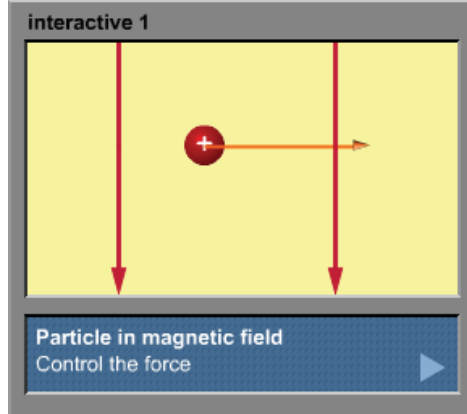 interactive 1
+
Particle in magnetic field
Control the force